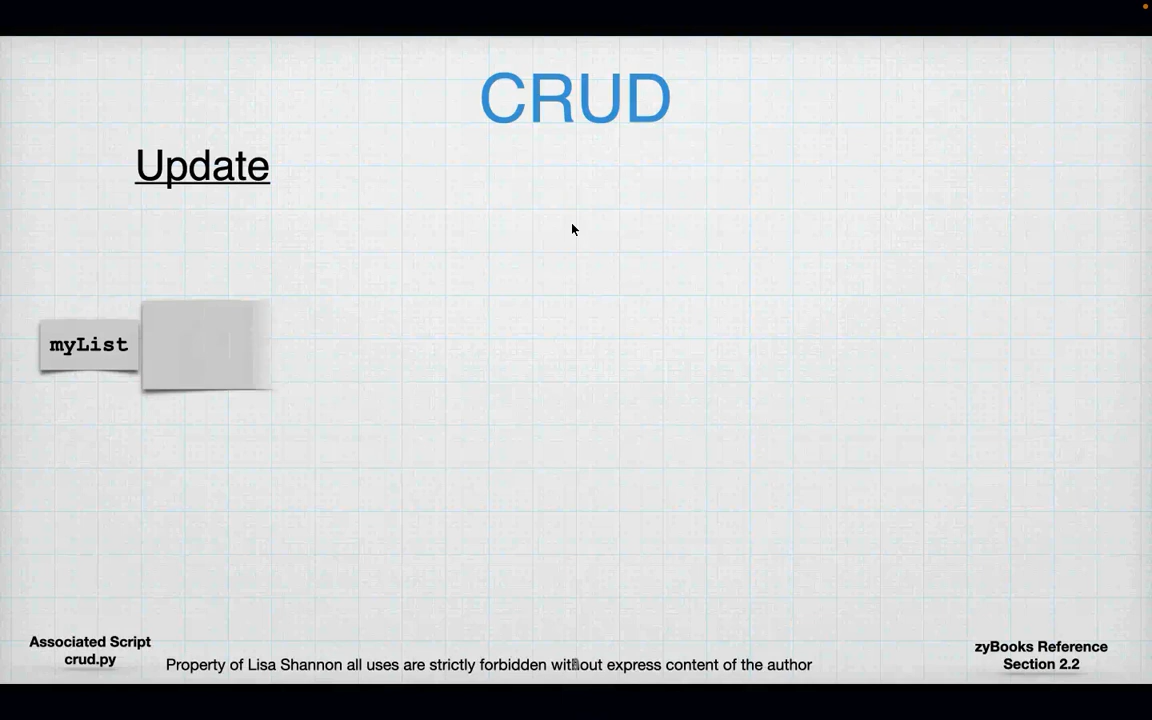 CRUD
Update
myList
Associated Script
crud.py
Property of Lisa Shannon all uses are strictly forbidden without express content of the author
zyBooks Reference
Section 2.2